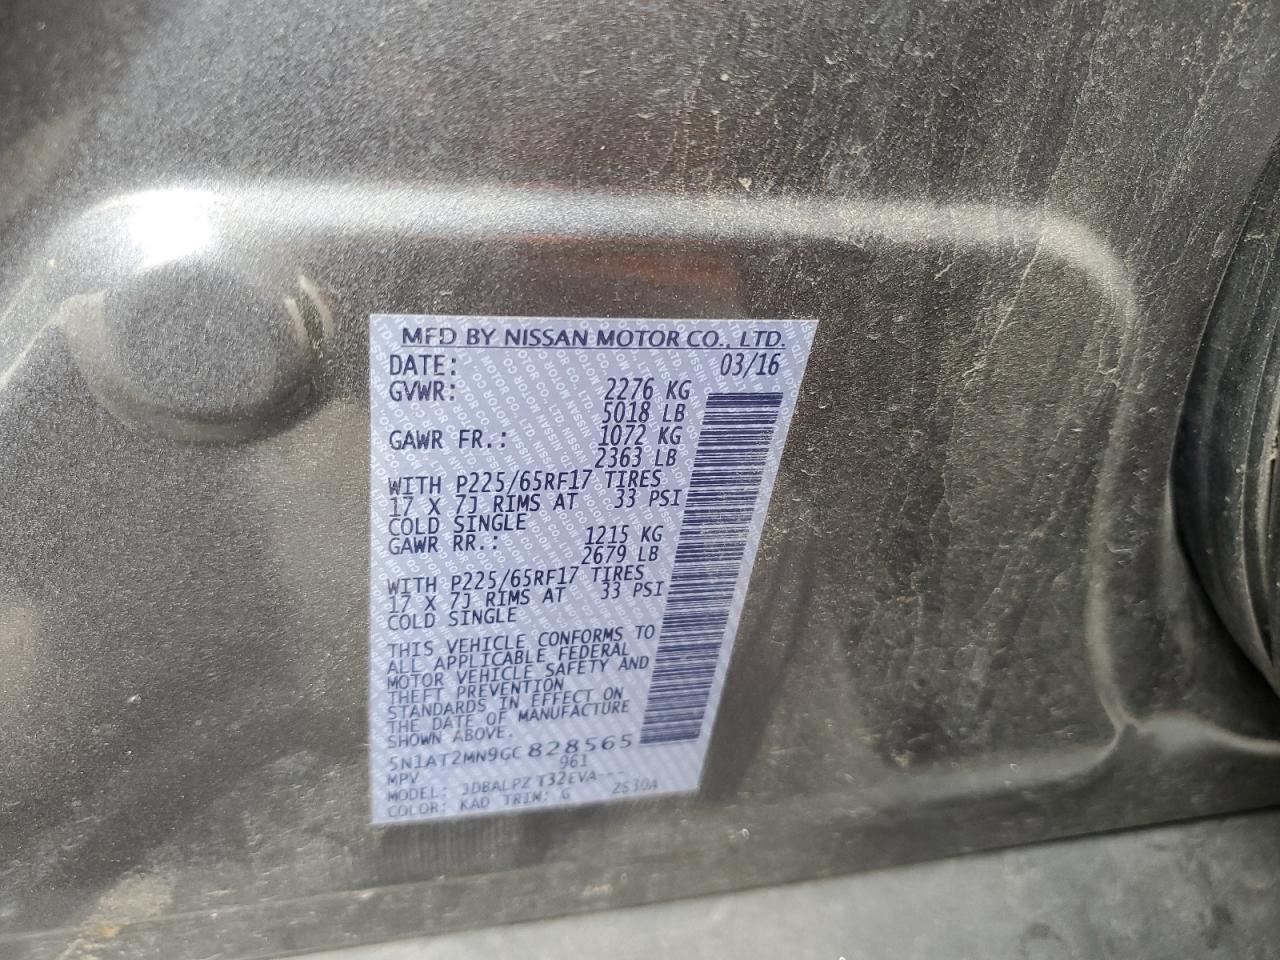 MFD BY NISSAN MOTOR CO., LTD.
DATE: 03/16
GVWR: 2276 KG
5018 LB
GAWR FR.: 1072 KG
2363 LB
WITH P225/65RF17 TIRES
17 X 7J RIMS AT 33 PSI
COLD SINGLE
GAWR RR.: 1215 KG
2679 LB
WITH P225/65RF17 TIRES
17 X 7J RIMS AT 33 PSI
COLD SINGLE
THIS VEHICLE CONFORMS TO
ALL APPLICABLE FEDERAL
MOTOR VEHICLE SAFETY AND
THEFT PREVENTION
STANDARDS IN EFFECT ON
THE DATE OF MANUFACTURE
SHOWN ABOVE.
5N1AT2MN9GC828565
MPV 961
MODEL: JDBALPZ T32EVA---
COLOR: KAD TRIM: G 2S30A